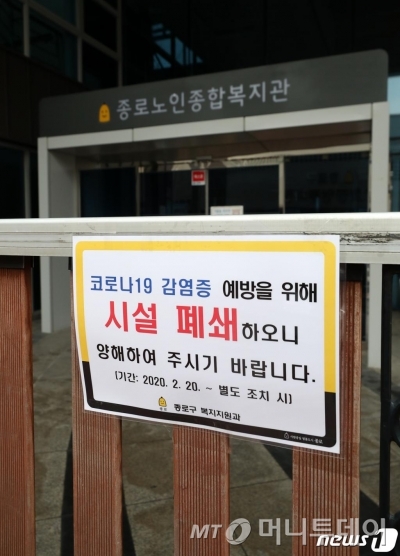 종로노인종합복지관
코로나19 감염증 예방을 위해
시설 폐쇄하오니
양해하여 주시기 바랍니다.
(기간: 2020. 2. 20. ~ 별도 조치 시)
종로구 복지지원과
MT 머니투데이
news1
뉴스1